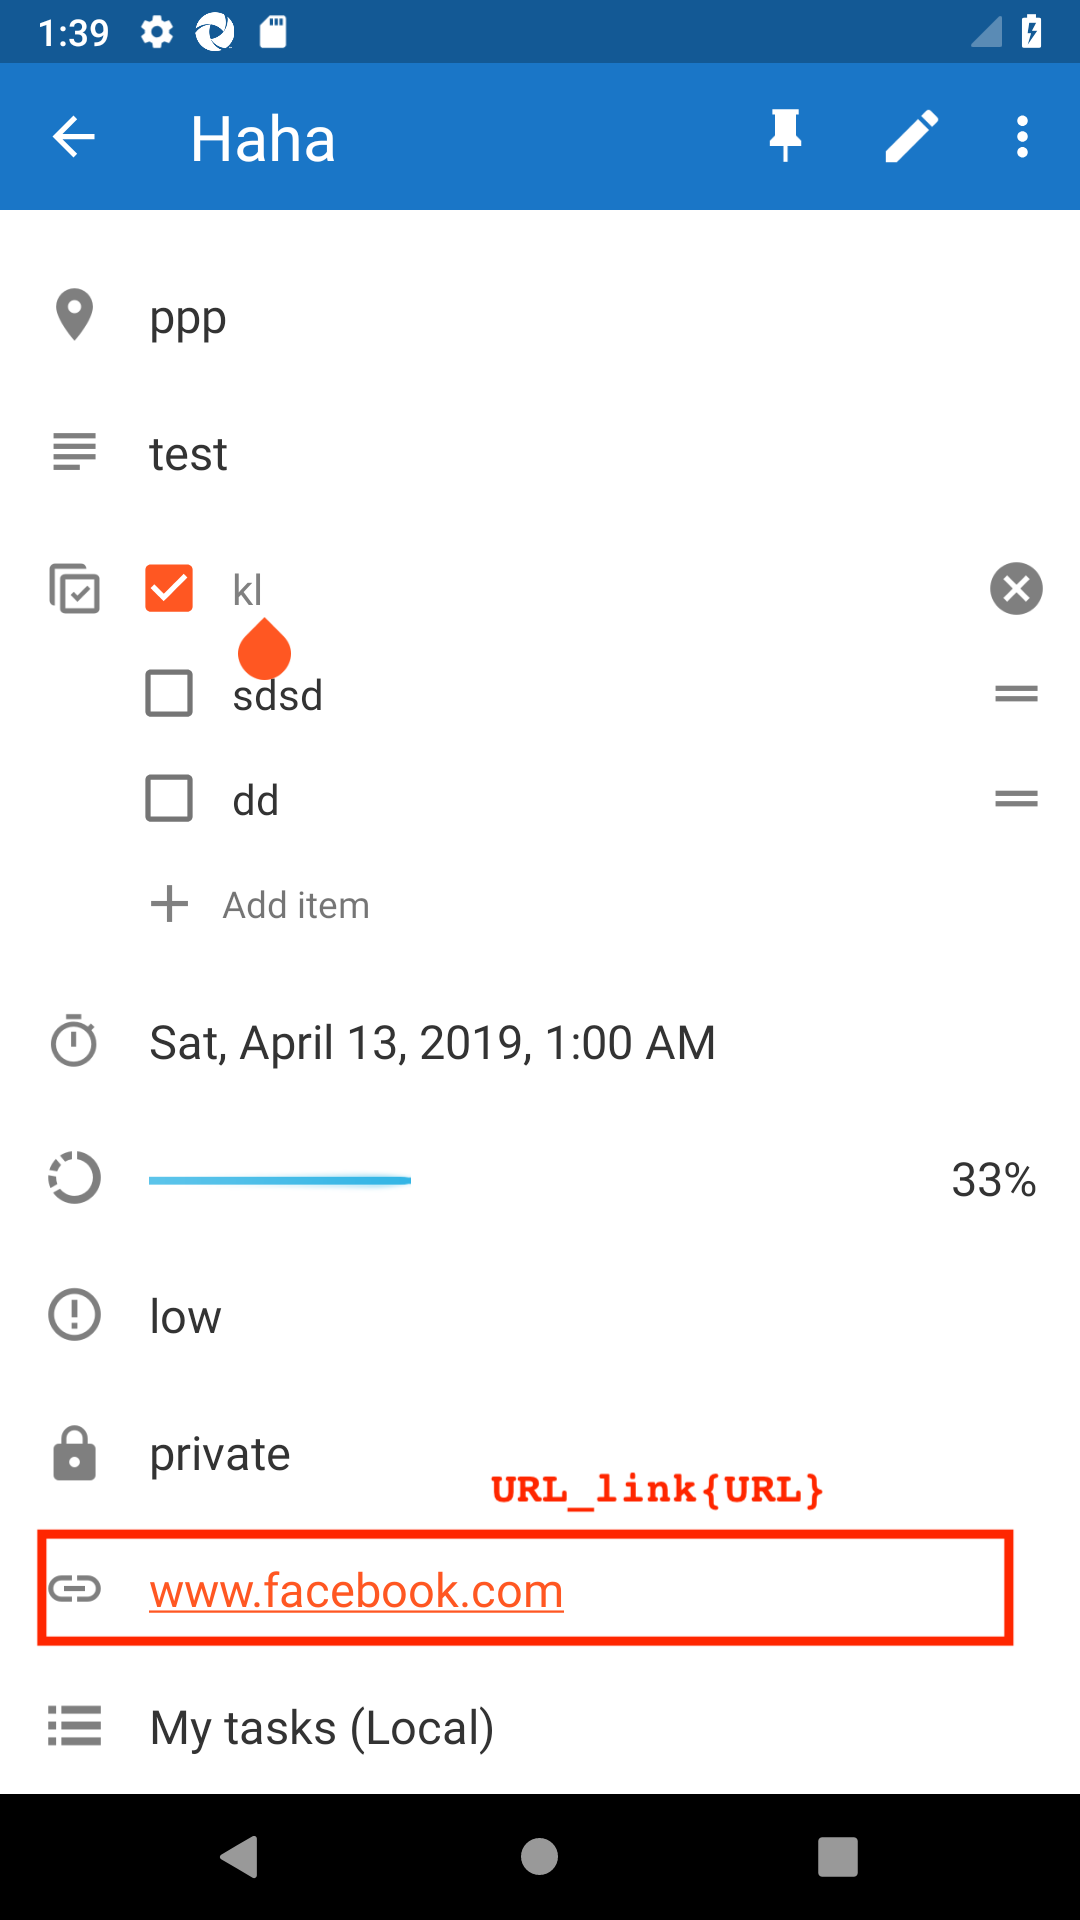 1:39
Haha
ppp
test
kl
sdsd
dd
Add item
Sat, April 13, 2019, 1:00 AM
33%
low
private
URL_link{URL}
www.facebook.com
My tasks (Local)